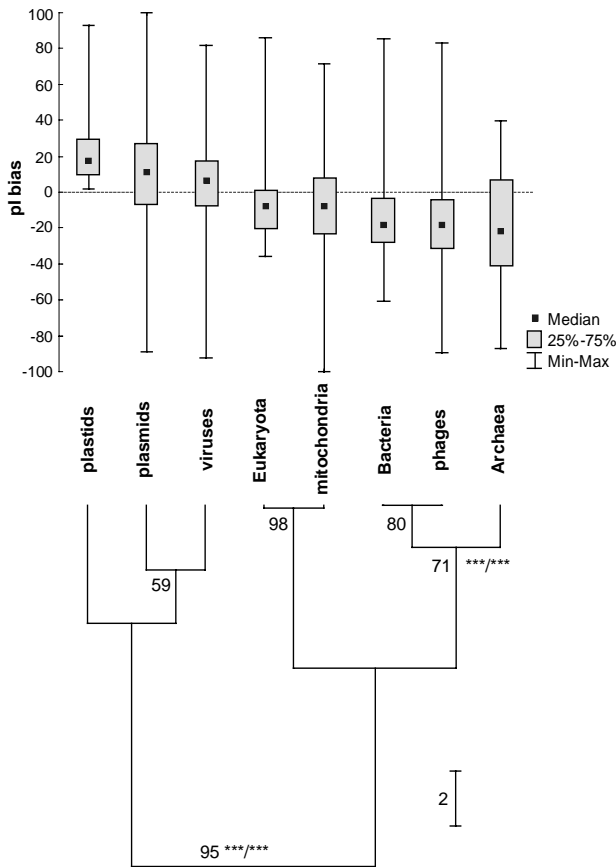 100
80
60
40
20
0
-20
-40
-60
-80
-100
pI bias
Median
25%-75%
Min-Max
plastids
plasmids
viruses
Eukaryota
mitochondria
Bacteria
phages
Archaea
98
80
59
71 ***/***
2
95 ***/***